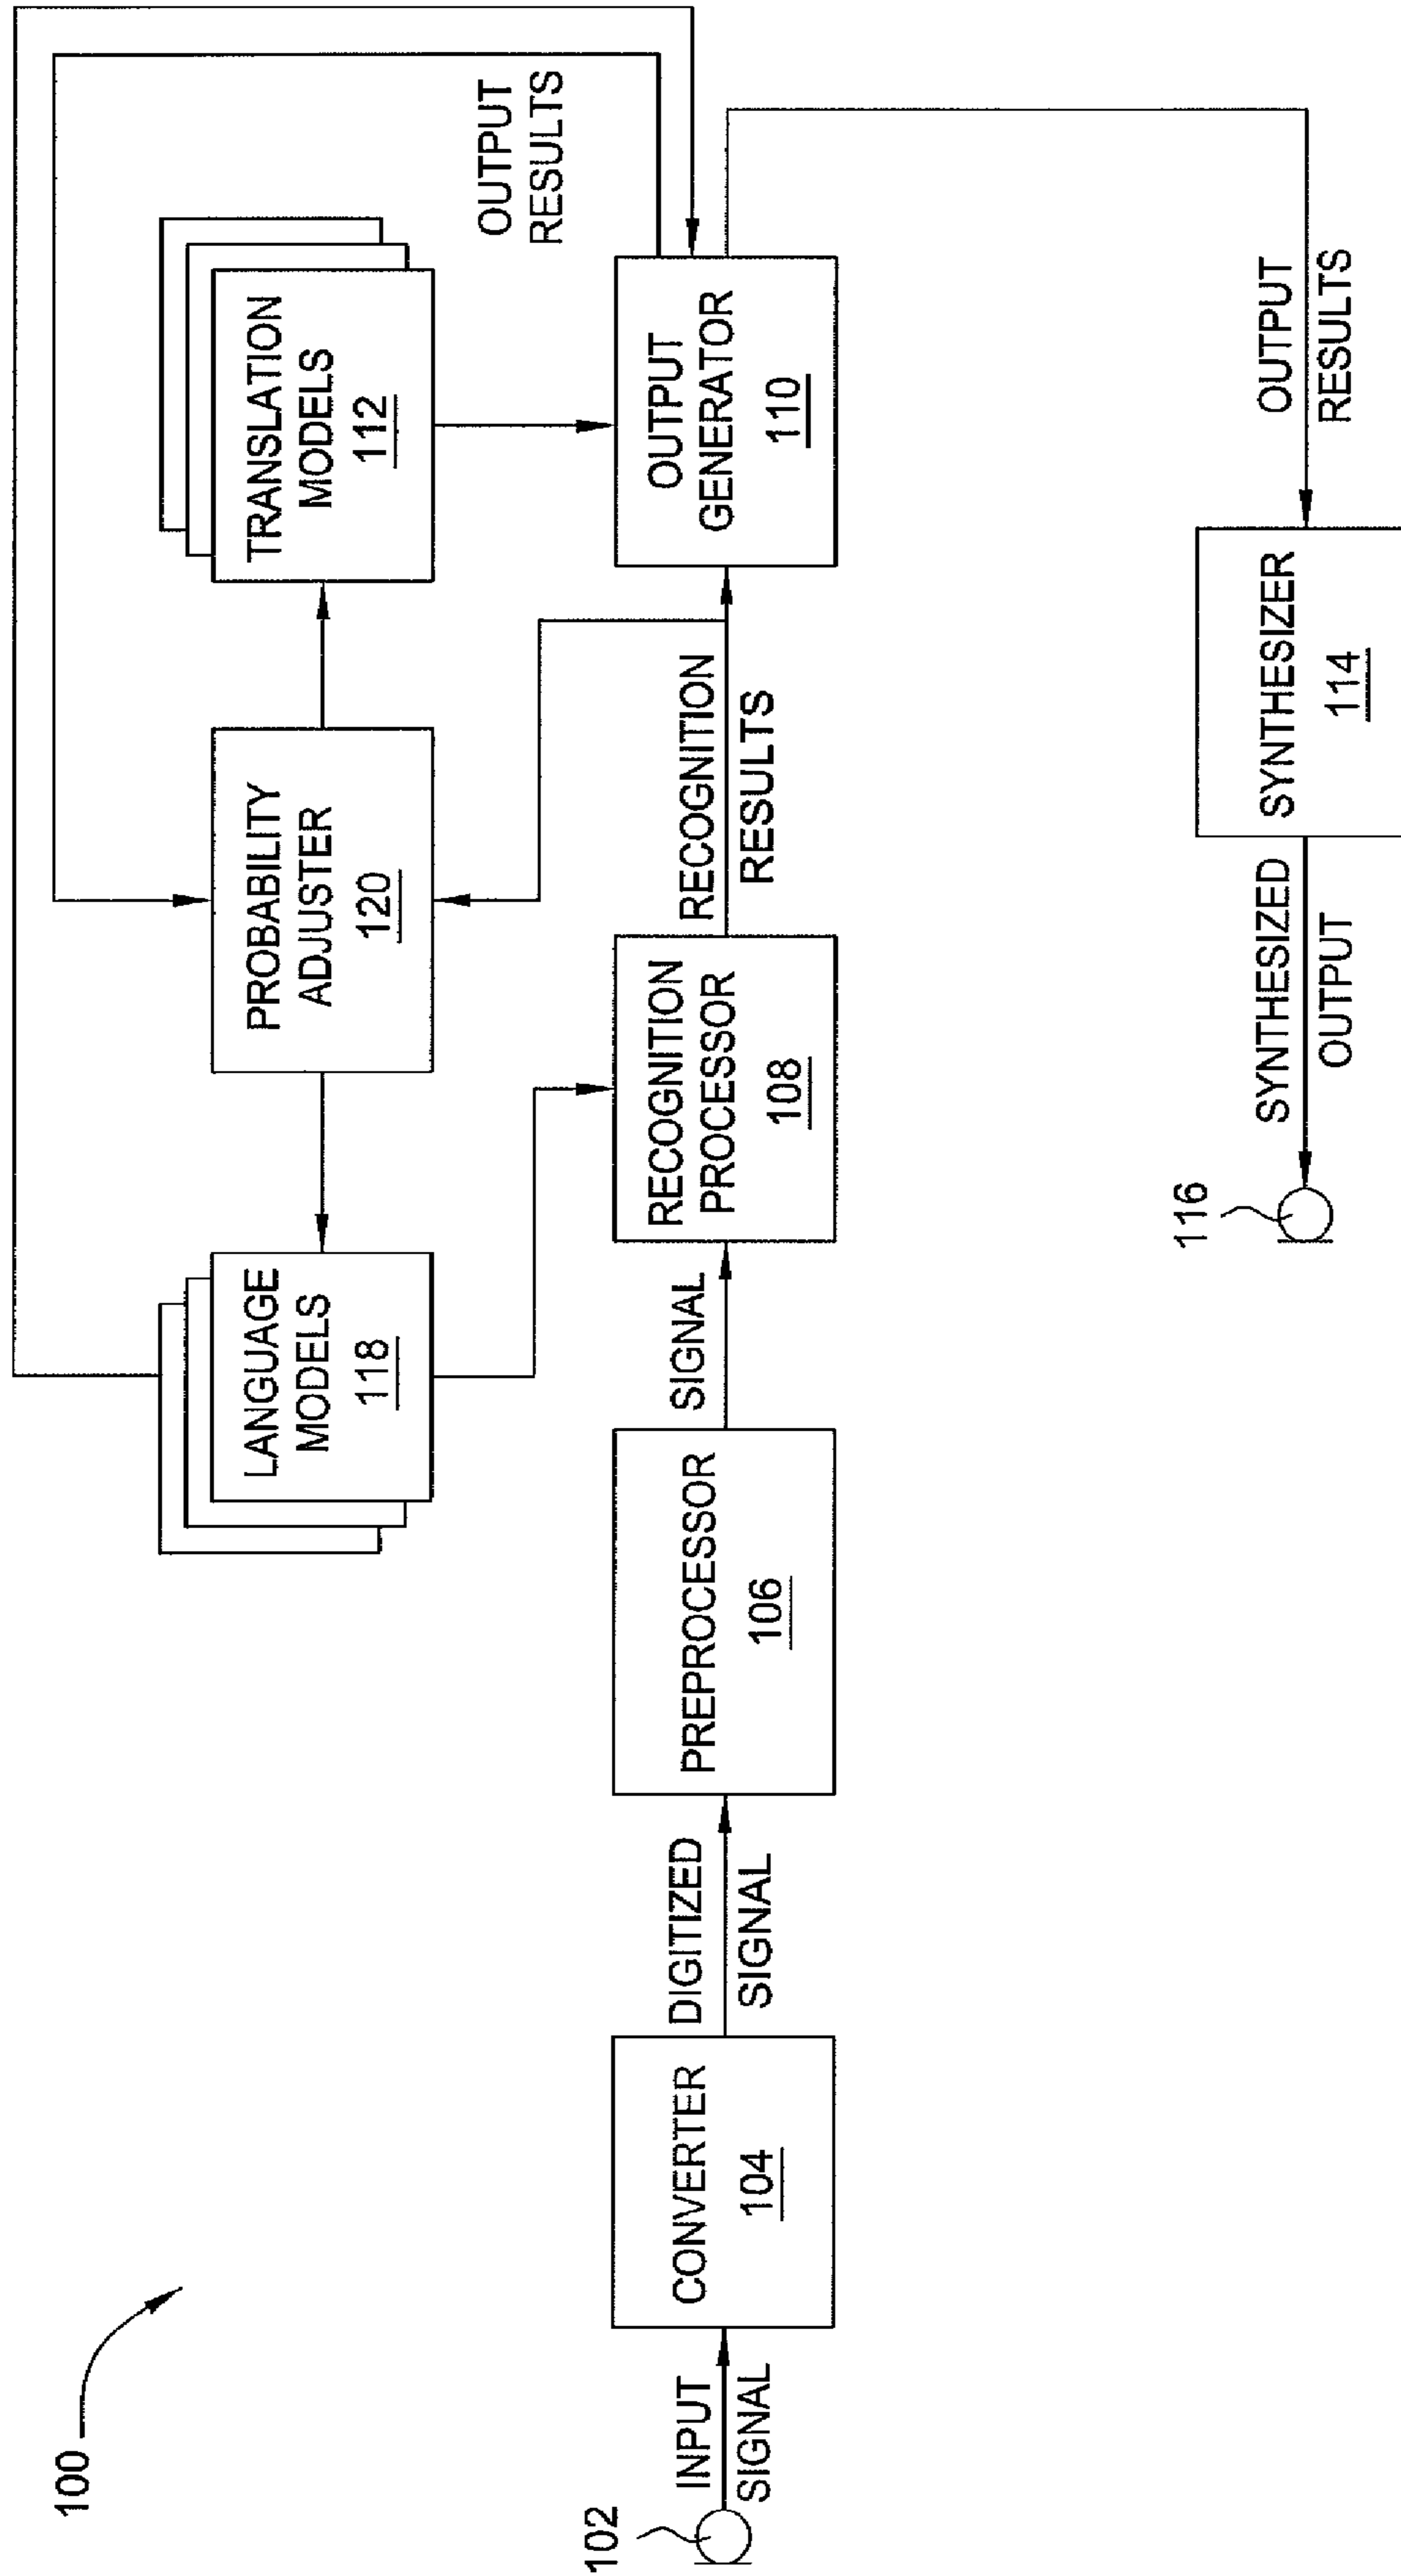 100
LANGUAGE
MODELS
118
PROBABILITY
ADJUSTER
120
TRANSLATION
MODELS
112
OUTPUT
RESULTS
102
INPUT
SIGNAL
CONVERTER
104
DIGITIZED
SIGNAL
PREPROCESSOR
106
SIGNAL
RECOGNITION
PROCESSOR
108
RECOGNITION
RESULTS
OUTPUT
GENERATOR
110
116
SYNTHESIZED
OUTPUT
SYNTHESIZER
114
OUTPUT
RESULTS